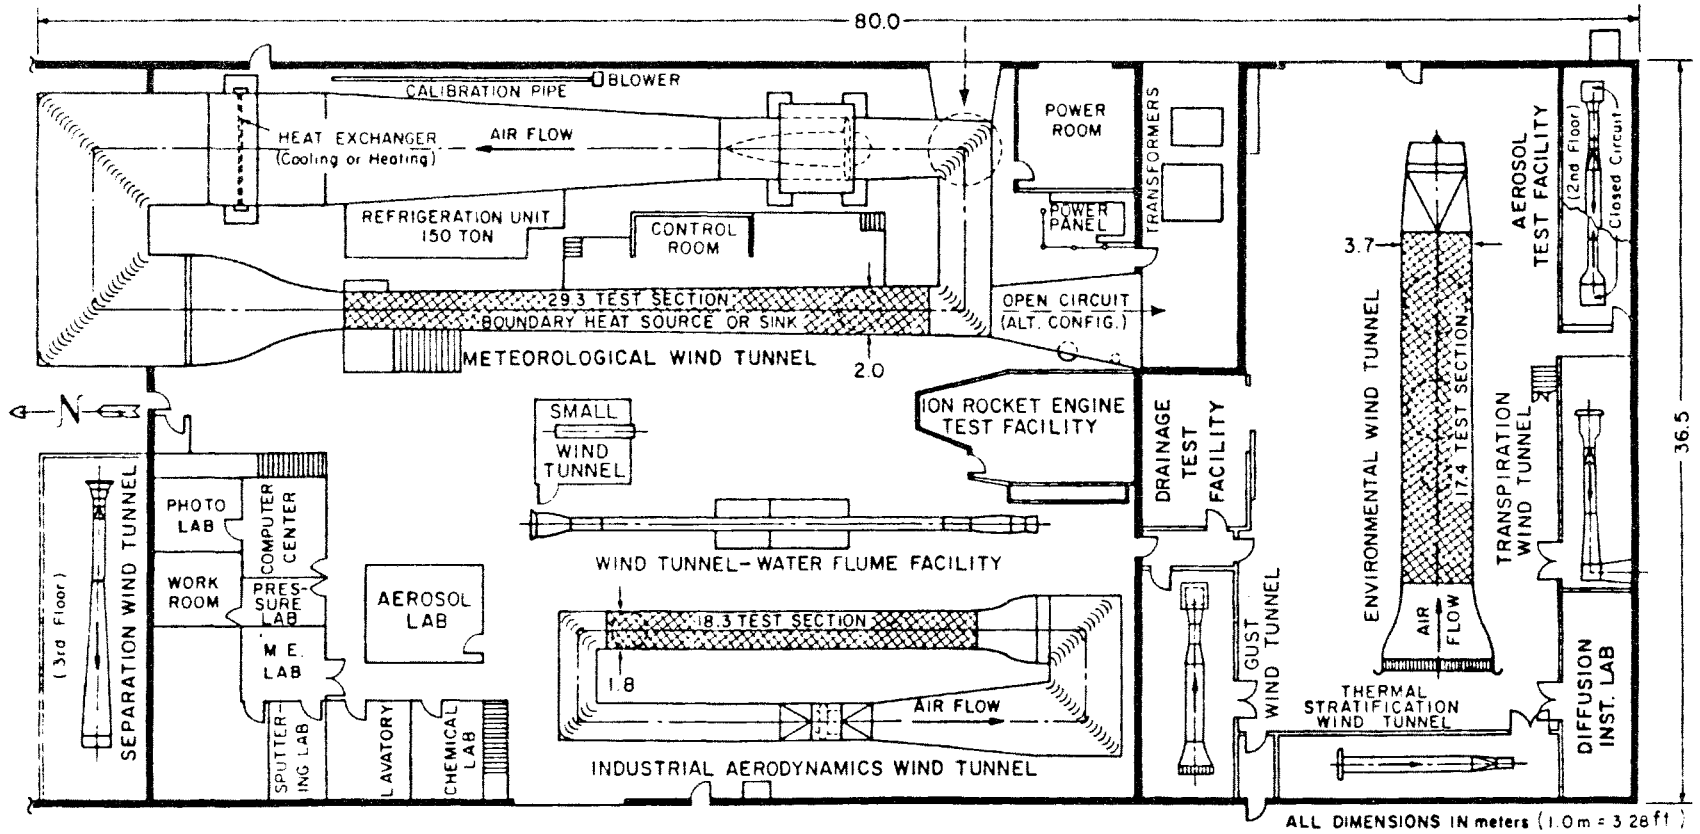 80.0
BLOWER
CALIBRATION PIPE
HEAT EXCHANGER
(Cooling or Heating)
AIR FLOW
POWER
ROOM
TRANSFORMERS
AEROSOL
TEST FACILITY
(2nd Floor)
Closed Circuit
REFRIGERATION UNIT
150 TON
CONTROL
ROOM
POWER
PANEL
3.7
29.3 TEST SECTION
BOUNDARY HEAT SOURCE OR SINK
OPEN CIRCUIT
(ALT. CONFIG.)
METEOROLOGICAL WIND TUNNEL
2.0
ENVIRONMENTAL WIND TUNNEL
17.4 TEST SECTION
36.5
N
SMALL
WIND
TUNNEL
ION ROCKET ENGINE
TEST FACILITY
DRAINAGE
TEST
FACILITY
TRANSPIRATION
WIND TUNNEL
SEPARATION WIND TUNNEL
(3rd Floor)
PHOTO
LAB
COMPUTER
CENTER
WORK
ROOM
PRES-
SURE
LAB
M E.
LAB
AEROSOL
LAB
WIND TUNNEL-WATER FLUME FACILITY
18.3 TEST SECTION
1.8
AIR FLOW
GUST
WIND TUNNEL
AIR
FLOW
THERMAL
STRATIFICATION
WIND TUNNEL
DIFFUSION
INST. LAB
SPUTTER-
ING LAB
LAVATORY
CHEMICAL
LAB
INDUSTRIAL AERODYNAMICS WIND TUNNEL
ALL DIMENSIONS IN meters (1.0m = 3.28 ft)